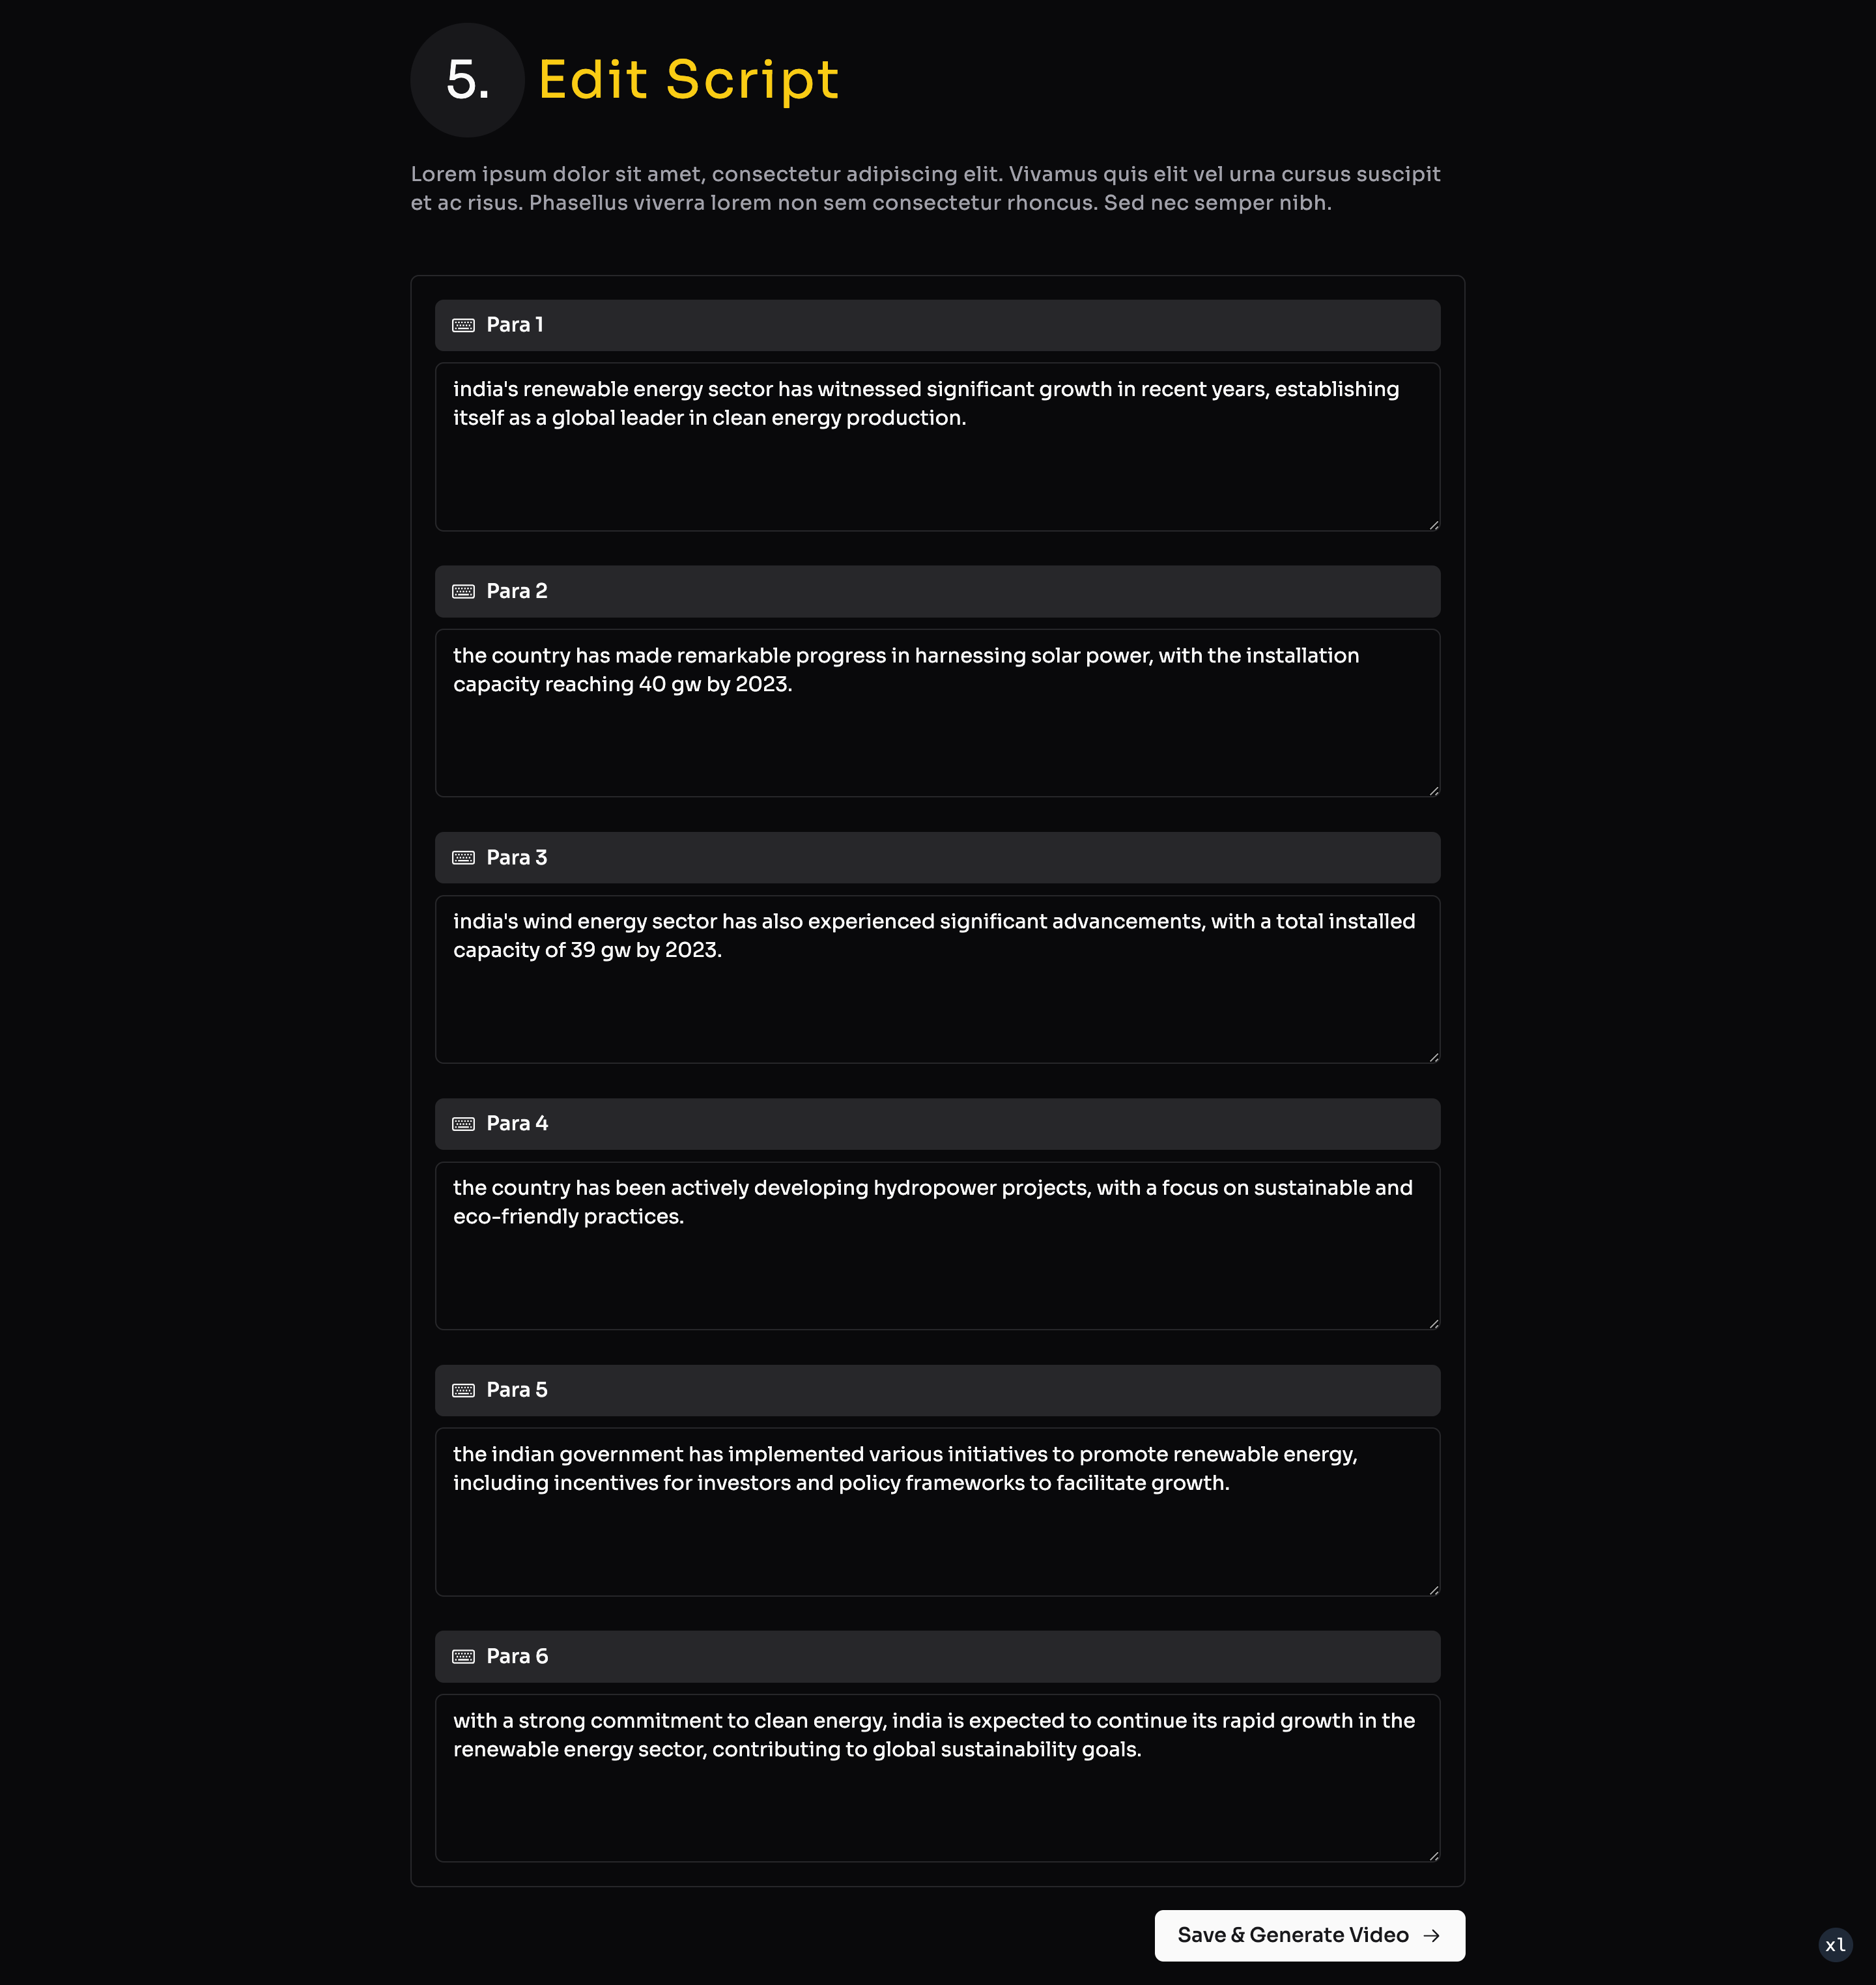 5. Edit Script
Lorem ipsum dolor sit amet, consectetur adipiscing elit. Vivamus quis elit vel urna cursus suscipit
et ac risus. Phasellus viverra lorem non sem consectetur rhoncus. Sed nec semper nibh.
Para 1
india's renewable energy sector has witnessed significant growth in recent years, establishing
itself as a global leader in clean energy production.
Para 2
the country has made remarkable progress in harnessing solar power, with the installation
capacity reaching 40 gw by 2023.
Para 3
india's wind energy sector has also experienced significant advancements, with a total installed
capacity of 39 gw by 2023.
Para 4
the country has been actively developing hydropower projects, with a focus on sustainable and
eco-friendly practices.
Para 5
the indian government has implemented various initiatives to promote renewable energy,
including incentives for investors and policy frameworks to facilitate growth.
Para 6
with a strong commitment to clean energy, india is expected to continue its rapid growth in the
renewable energy sector, contributing to global sustainability goals.
Save & Generate Video →
xl